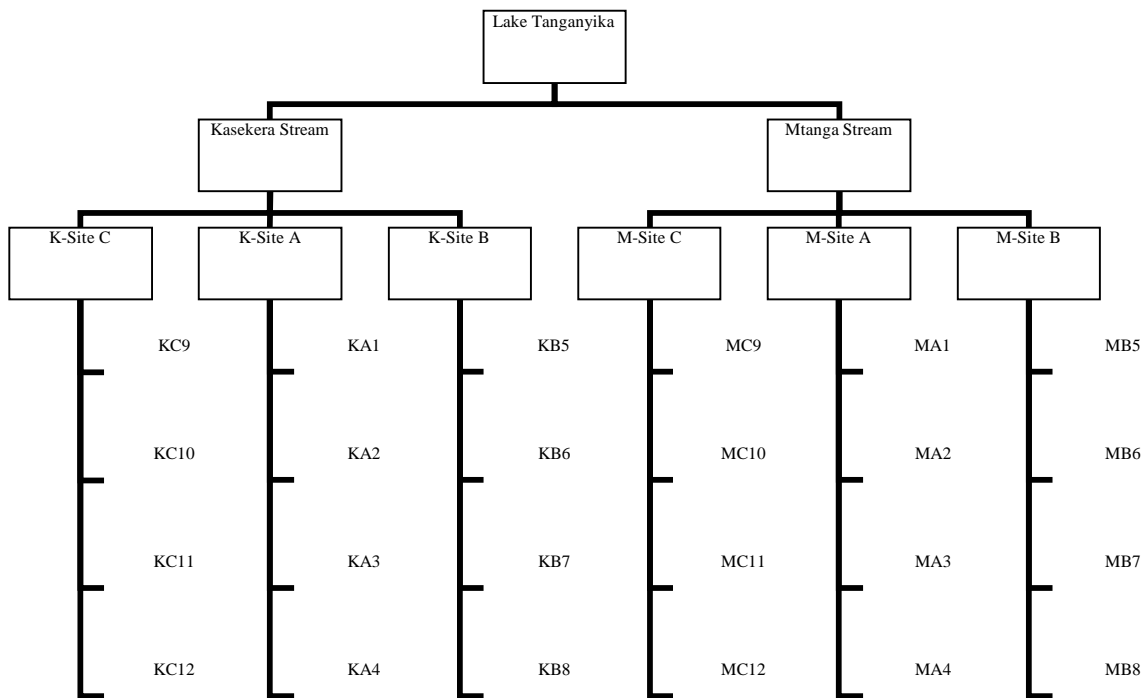 Lake Tanganyika
Kasekera Stream
Mtanga Stream
K-Site C
K-Site A
K-Site B
M-Site C
M-Site A
M-Site B
KC9
KA1
KB5
MC9
MA1
MB5
KC10
KA2
KB6
MC10
MA2
MB6
KC11
KA3
KB7
MC11
MA3
MB7
KC12
KA4
KB8
MC12
MA4
MB8